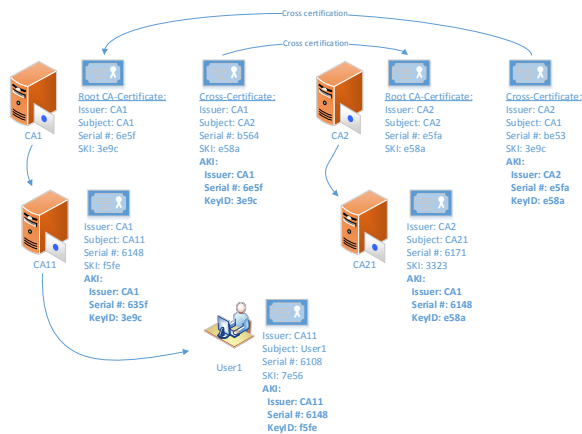 Cross certification
Cross certification
CA1
Root CA-Certificate:
Issuer: CA1
Subject: CA1
Serial #: 6e5f
SKI: 3e9c
Cross-Certificate:
Issuer: CA1
Subject: CA2
Serial #: b564
SKI: e58a
AKI:
Issuer: CA1
Serial #: 6e5f
KeyID: 3e9c
CA2
Root CA-Certificate:
Issuer: CA2
Subject: CA2
Serial #: e5fa
SKI: e58a
Cross-Certificate:
Issuer: CA2
Subject: CA1
Serial #: be53
SKI: 3e9c
AKI:
Issuer: CA2
Serial #: e5fa
KeyID: e58a
CA11
Issuer: CA1
Subject: CA11
Serial #: 6148
SKI: f5fe
AKI:
Issuer: CA1
Serial #: 635f
KeyID: 3e9c
CA21
Issuer: CA2
Subject: CA21
Serial #: 6171
SKI: 3323
AKI:
Issuer: CA1
Serial #: 6148
KeyID: e58a
User1
Issuer: CA11
Subject: User1
Serial #: 6108
SKI: 7e56
AKI:
Issuer: CA11
Serial #: 6148
KeyID: f5fe